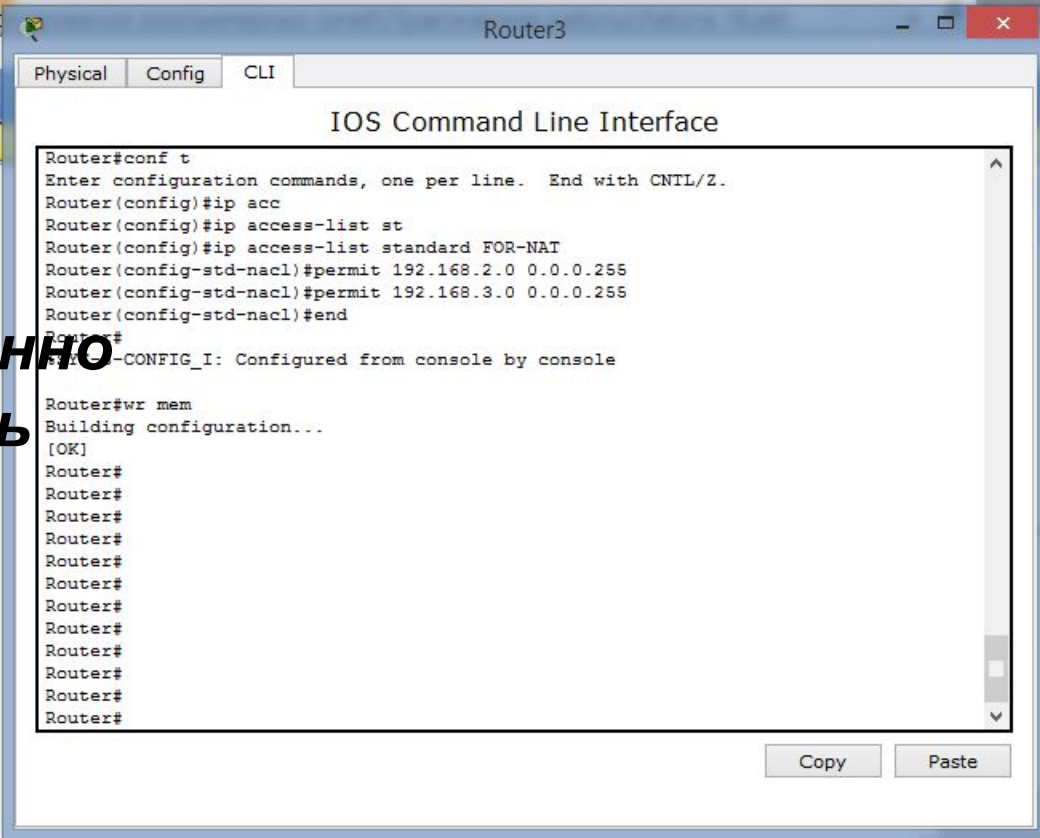 Router3
Physical Config CLI
IOS Command Line Interface
Router#conf t
Enter configuration commands, one per line. End with CNTL/Z.
Router(config)#ip acc
Router(config)#ip access-list st
Router(config)#ip access-list standard FOR-NAT
Router(config-std-nacl)#permit 192.168.2.0 0.0.0.255
Router(config-std-nacl)#permit 192.168.3.0 0.0.0.255
Router(config-std-nacl)#end
Router#
нно
%SYS-5-CONFIG_I: Configured from console by console
Router#wr mem
ь
Building configuration...
[OK]
Router#
Router#
Router#
Router#
Router#
Router#
Router#
Router#
Router#
Router#
Router#
Router#
Copy Paste